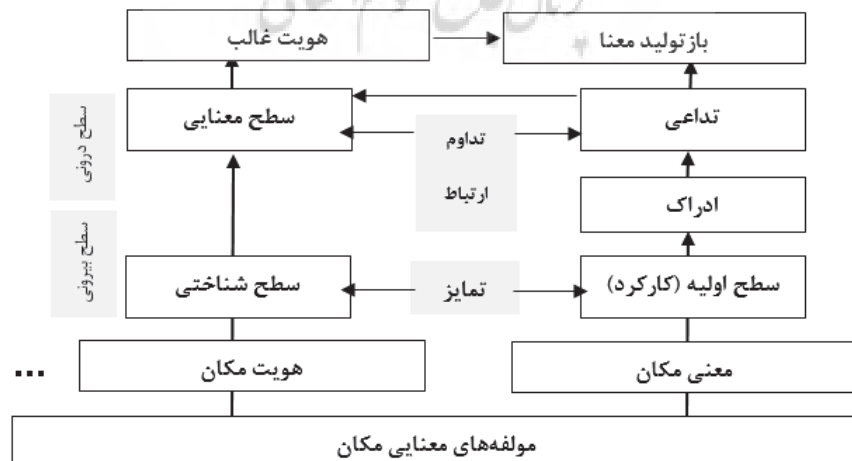 بازتولید معنا
هویت غالب
تداعی
تداوم
ارتباط
سطح معنایی
سطح درونی
ادراک
سطح اولیه (کارکرد)
تمایز
سطح شناختی
سطح بیرونی
معنی مکان
هویت مکان
...
مولفه‌های معنایی مکان